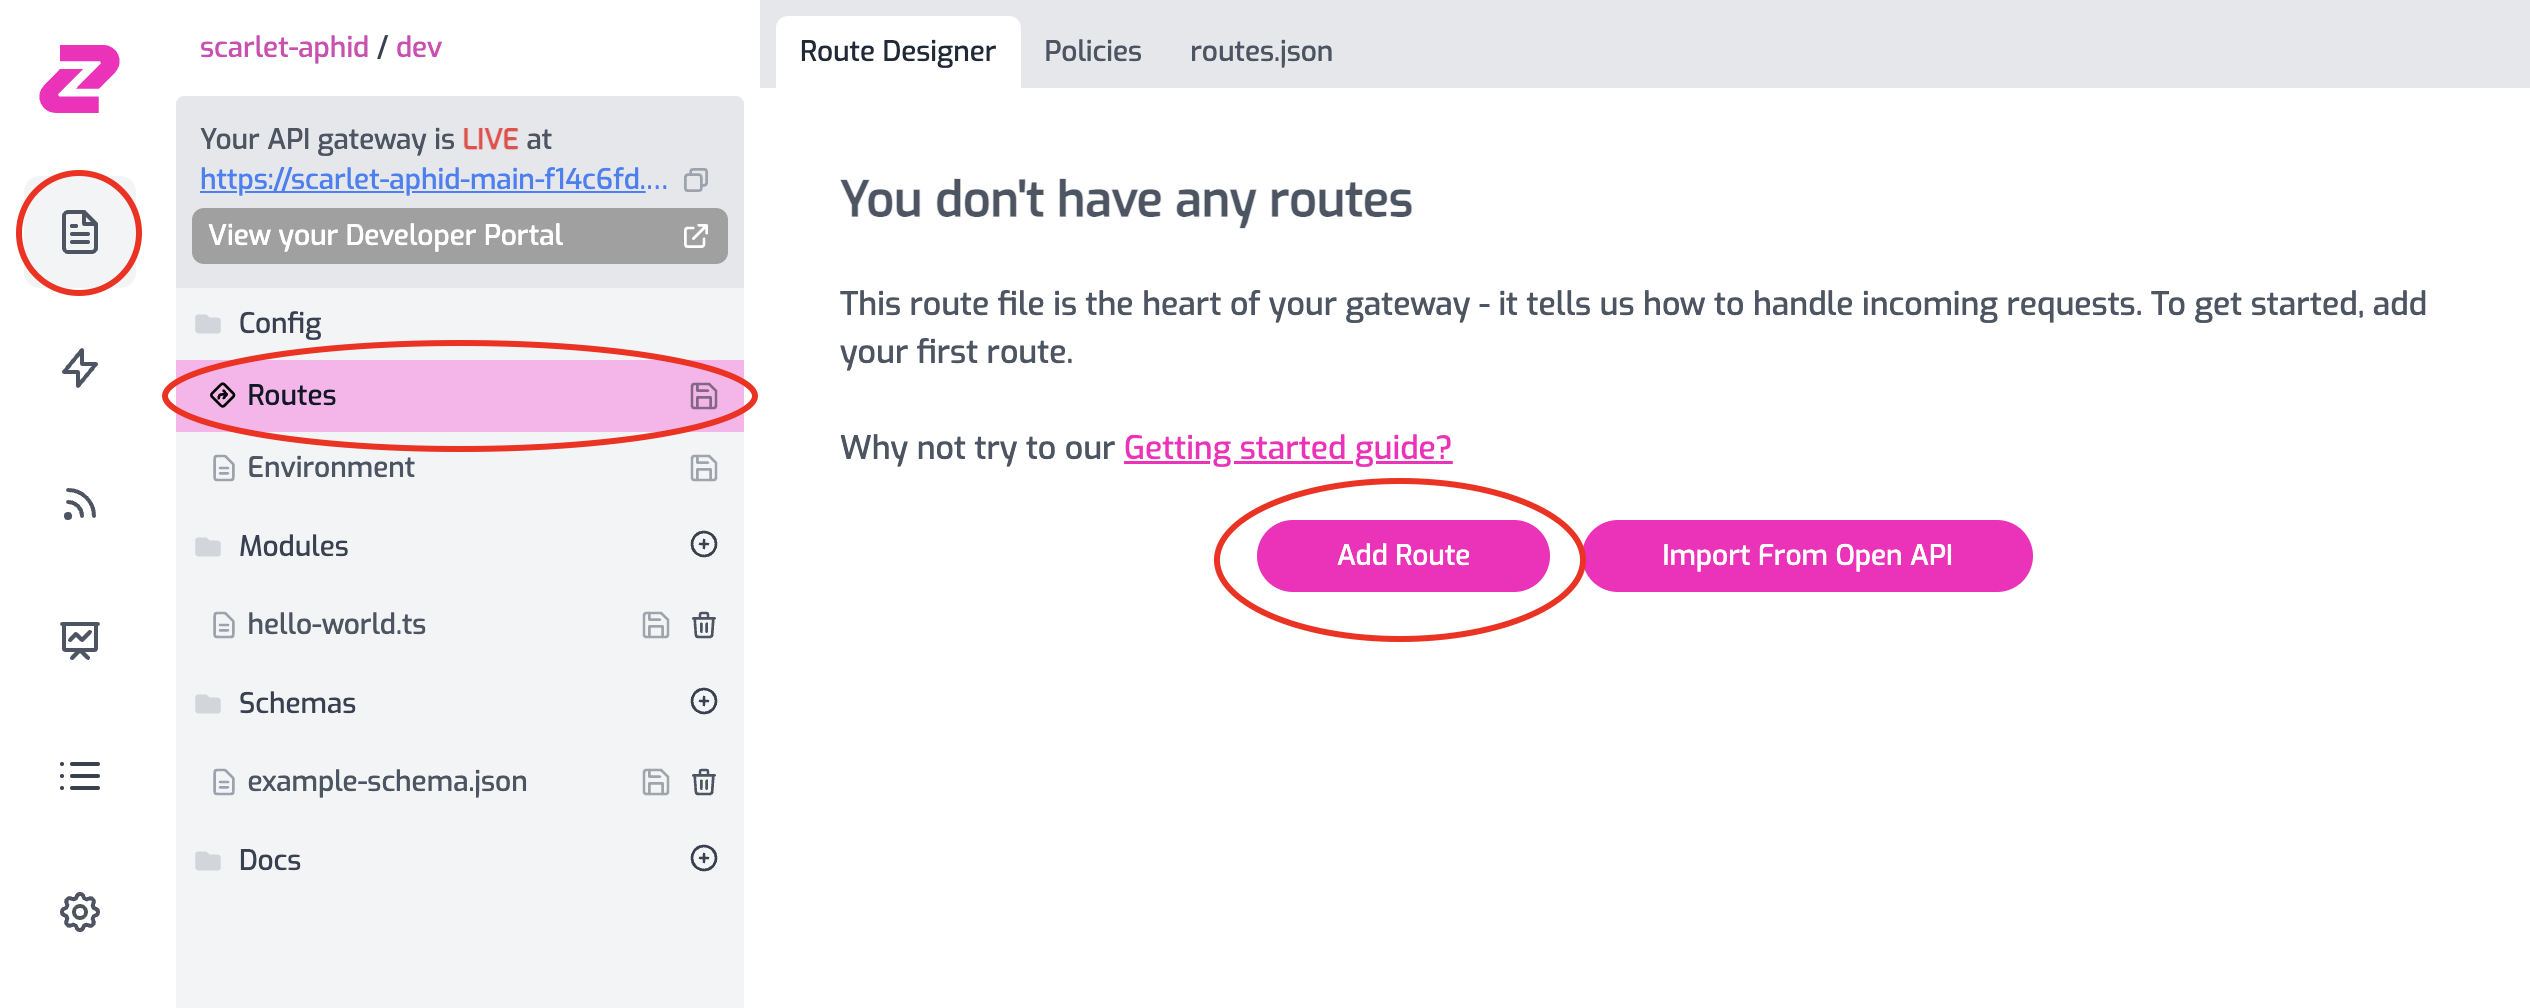 scarlet-aphid / dev
Your API gateway is LIVE at
https://scarlet-aphid-main-f14c6fd....
View your Developer Portal
Config
Routes
Environment
Modules
hello-world.ts
Schemas
example-schema.json
Docs
Route Designer Policies routes.json
You don't have any routes
This route file is the heart of your gateway - it tells us how to handle incoming requests. To get started, add
your first route.
Why not try to our Getting started guide?
Add Route Import From Open API